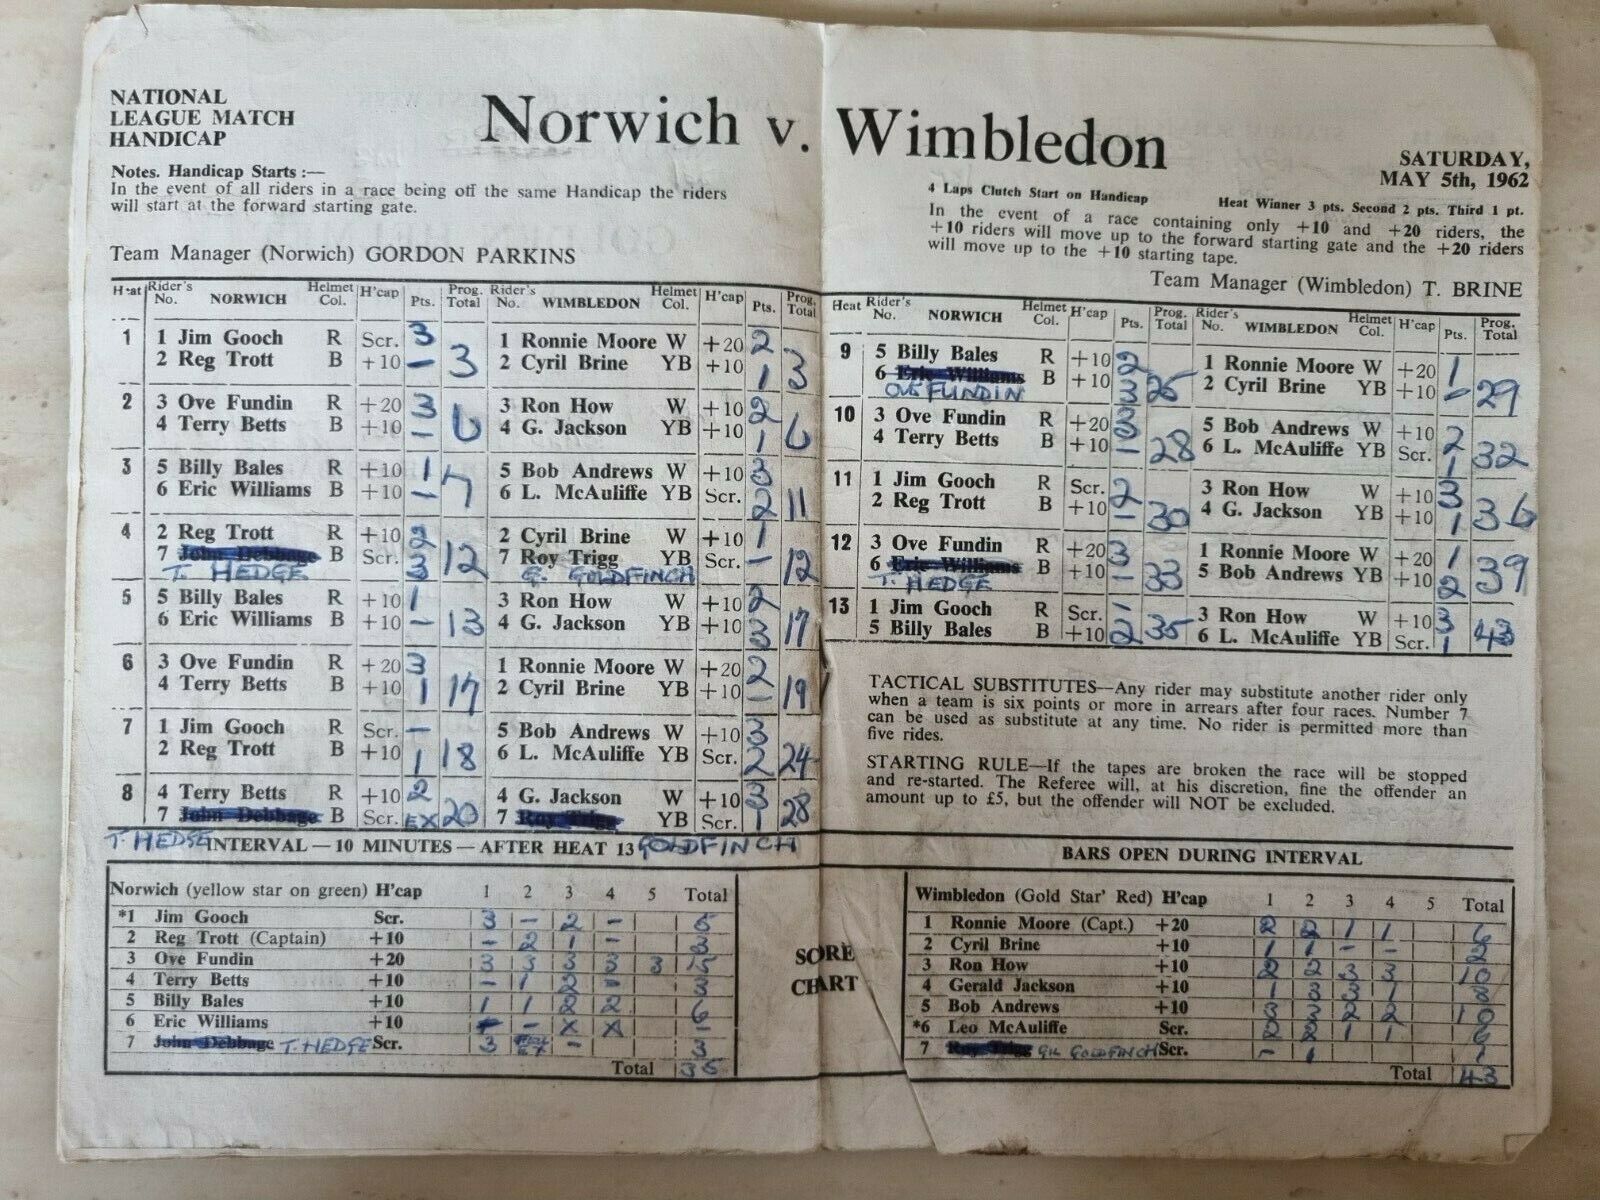 NATIONAL
LEAGUE MATCH
HANDICAP
Norwich v. Wimbledon
SATURDAY,
MAY 5th, 1962
Notes. Handicap Starts :—
In the event of all riders in a race being off the same Handicap the riders
will start at the forward starting gate.
4 Laps Clutch Start on Handicap Heat Winner 3 pts. Second 2 pts. Third 1 pt.
In the event of a race containing only +10 and +20 riders, the
+10 riders will move up to the forward starting gate and the +20 riders
will move up to the +10 starting tape.
Team Manager (Norwich) GORDON PARKINS
Team Manager (Wimbledon) T. BRINE
Heat Rider's No. NORWICH Helmet Col. H'cap Pts. Prog. Total Rider's No. WIMBLEDON Helmet Col. H'cap Pts. Prog. Total
1 1 Jim Gooch R Scr. 3 1 Ronnie Moore W +20 2
2 Reg Trott B +10 – 3 2 Cyril Brine YB +10 1 3
2 3 Ove Fundin R +20 3 3 Ron How W +10 2
4 Terry Betts B +10 – 6 4 G. Jackson YB +10 1 6
3 5 Billy Bales R +10 1 5 Bob Andrews W +10 3
6 Eric Williams B +10 – 7 6 L. McAuliffe YB Scr. 2 11
4 2 Reg Trott R +10 2 2 Cyril Brine W +10 1
7 John Debbage B Scr. 3 12 7 Roy Trigg YB Scr. – 12
T. HEDGE G. GOLDFINCH
5 5 Billy Bales R +10 1 3 Ron How W +10 2
6 Eric Williams B +10 – 13 4 G. Jackson YB +10 3 17
6 3 Ove Fundin R +20 3 1 Ronnie Moore W +20 2
4 Terry Betts B +10 1 17 2 Cyril Brine YB +10 – 19
7 1 Jim Gooch R Scr. – 5 Bob Andrews W +10 3
2 Reg Trott B +10 1 18 6 L. McAuliffe YB Scr. 2 24
8 4 Terry Betts R +10 2 4 G. Jackson W +10 3
7 John Debbage B Scr. EX 20 7 Roy Trigg YB Scr. 1 28
T. HEDGE INTERVAL — 10 MINUTES — AFTER HEAT 13 GOLDFINCH
Heat Rider's No. NORWICH Helmet Col. H'cap Pts. Prog. Total Rider's No. WIMBLEDON Helmet Col. H'cap Pts. Prog. Total
9 5 Billy Bales R +10 2 1 Ronnie Moore W +20 1
6 Eric Williams B +10 3 25 2 Cyril Brine YB +10 – 29
OVE FUNDIN
10 3 Ove Fundin R +20 3 5 Bob Andrews W +10 2
4 Terry Betts B +10 – 28 6 L. McAuliffe YB Scr. 1 32
11 1 Jim Gooch R Scr. 2 3 Ron How W +10 3
2 Reg Trott B +10 – 30 4 G. Jackson YB +10 1 36
12 3 Ove Fundin R +20 3 1 Ronnie Moore W +20 1
6 Eric Williams B +10 – 33 5 Bob Andrews YB +10 2 39
T. HEDGE
13 1 Jim Gooch R Scr. – 3 Ron How W +10 3
5 Billy Bales B +10 2 35 6 L. McAuliffe YB Scr. 1 43
TACTICAL SUBSTITUTES—Any rider may substitute another rider only
when a team is six points or more in arrears after four races. Number 7
can be used as substitute at any time. No rider is permitted more than
five rides.
STARTING RULE—If the tapes are broken the race will be stopped
and re-started. The Referee will, at his discretion, fine the offender an
amount up to £5, but the offender will NOT be excluded.
BARS OPEN DURING INTERVAL
Norwich (yellow star on green) H'cap 1 2 3 4 5 Total
*1 Jim Gooch Scr. 3 – 2 – 5
2 Reg Trott (Captain) +10 – 2 1 – 3
3 Ove Fundin +20 3 3 3 3 3 15
4 Terry Betts +10 – 1 2 – 3
5 Billy Bales +10 1 1 2 2 6
6 Eric Williams +10 – – X X –
7 John Debbage T. HEDGE Scr. 3 EX – 3
Total 35
SCORE
CHART
Wimbledon (Gold Star' Red) H'cap 1 2 3 4 5 Total
1 Ronnie Moore (Capt.) +20 2 2 1 1 6
2 Cyril Brine +10 1 1 – – 2
3 Ron How +10 2 2 3 3 10
4 Gerald Jackson +10 1 3 3 1 8
5 Bob Andrews +10 3 3 2 2 10
*6 Leo McAuliffe Scr. 2 2 1 1 6
7 Roy Trigg GIL GOLDFINCH Scr. – 1 1
Total 43